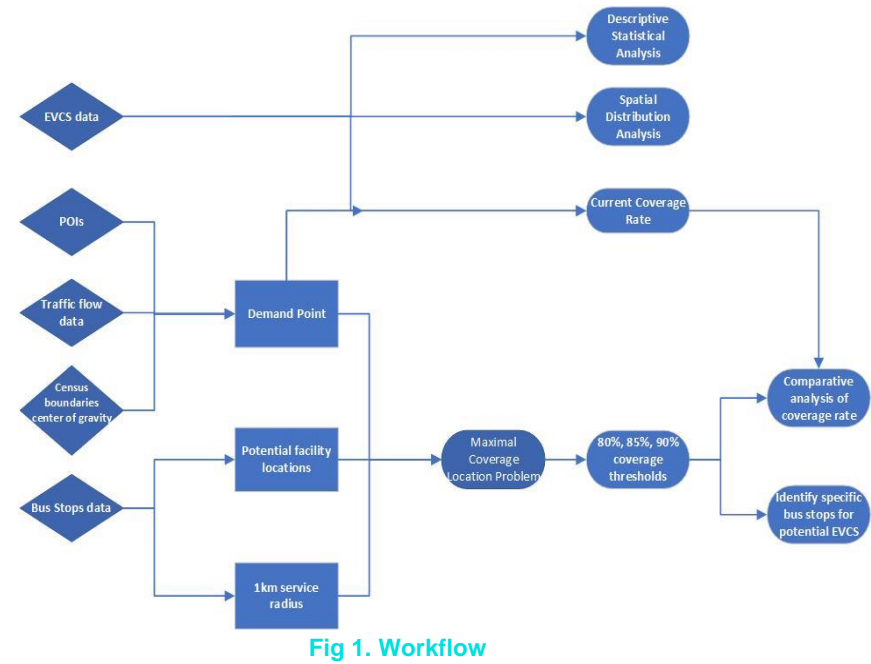 Descriptive
Statistical
Analysis
EVCS data
Spatial
Distribution
Analysis
POIs
Current Coverage
Rate
Traffic flow
data
Demand Point
Census
boundaries
center of gravity
Comparative
analysis of
coverage rate
Potential facility
locations
Maximal
Coverage
Location Problem
80%, 85%, 90%
coverage
thresholds
Bus Stops data
Identify specific
bus stops for
potential EVCS
1km service
radius
Fig 1. Workflow